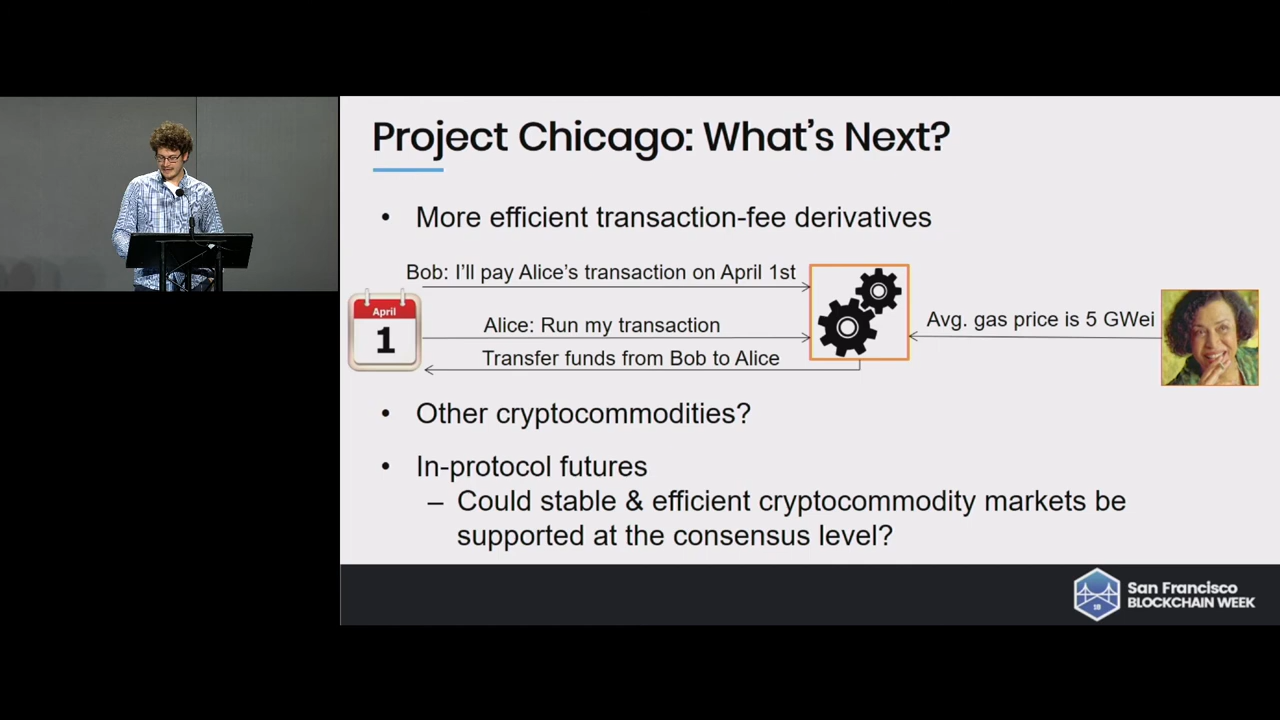 Project Chicago: What's Next?
• More efficient transaction-fee derivatives
Bob: I'll pay Alice's transaction on April 1st
April
1
Alice: Run my transaction
Avg. gas price is 5 GWei
Transfer funds from Bob to Alice
• Other cryptocommodities?
• In-protocol futures
– Could stable & efficient cryptocommodity markets be
supported at the consensus level?
18
San Francisco
BLOCKCHAIN WEEK